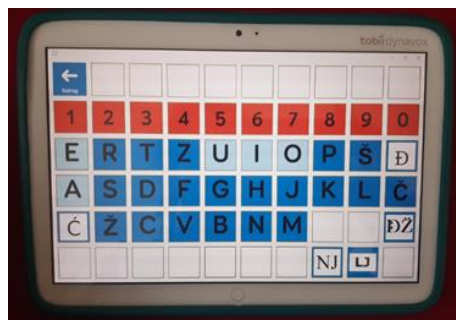 tobii dynavox
Natrag
1 2 3 4 5 6 7 8 9 0
E R T Z U I O P Š Đ
A S D F G H J K L Č
Ć Ž C V B N M DŽ
NJ LJ